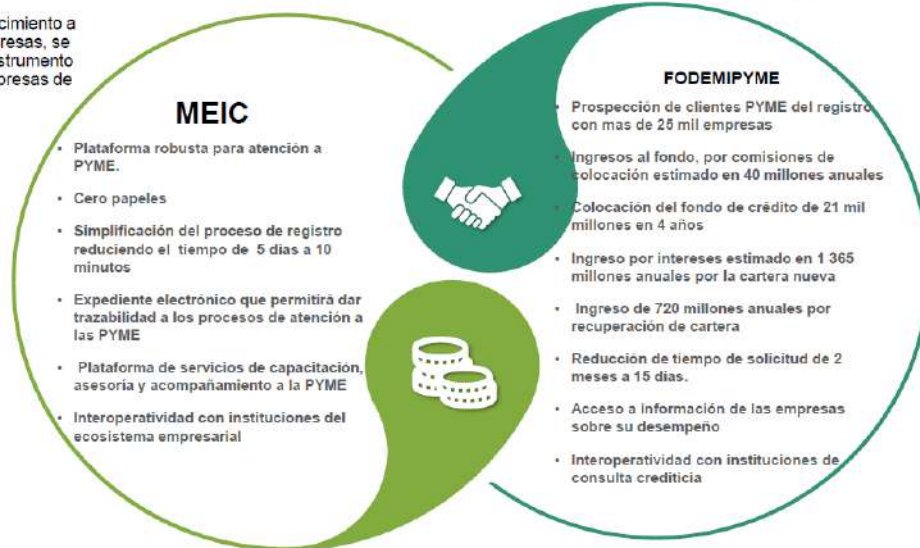 cimiento a
resas, se
strumento
presas de
MEIC
• Plataforma robusta para atención a
PYME.
• Cero papeles
• Simplificación del proceso de registro
reduciendo el tiempo de 5 días a 10
minutos
• Expediente electrónico que permitirá dar
trazabilidad a los procesos de atención a
las PYME
• Plataforma de servicios de capacitación,
asesoría y acompañamiento a la PYME
• Interoperatividad con instituciones del
ecosistema empresarial
FODEMIPYME
• Prospección de clientes PYME del registro
con mas de 25 mil empresas
• Ingresos al fondo, por comisiones de
colocación estimado en 40 millones anuales
• Colocación del fondo de crédito de 21 mil
millones en 4 años
• Ingreso por intereses estimado en 1 365
millones anuales por la cartera nueva
• Ingreso de 720 millones anuales por
recuperación de cartera
• Reducción de tiempo de solicitud de 2
meses a 15 días.
• Acceso a información de las empresas
sobre su desempeño
• Interoperatividad con instituciones de
consulta crediticia